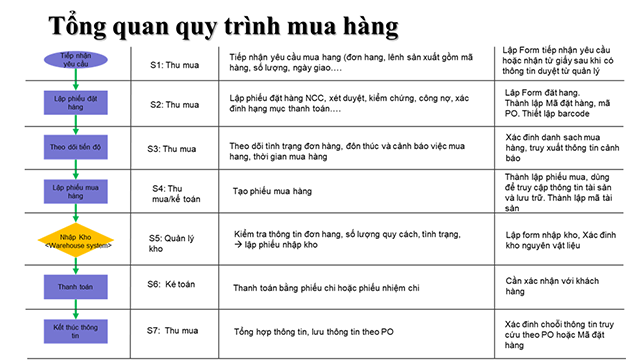 Tổng quan quy trình mua hàng
Tiếp nhận
yêu cầu
S1: Thu mua
Tiếp nhận yêu cầu mua hang (đơn hang, lênh sản xuất gồm mã
hàng, số lượng, ngày giao….
Lập Form tiếp nhận yêu cầu
hoặc nhận từ giấy sau khi có
thông tin duyệt từ quản lý
Lập phiếu đặt
hàng
S2: Thu mua
Lập phiếu đặt hàng NCC, xét duyệt, kiểm chứng, công nợ, xác
đinh hạng mục thanh toán….
Lập Form đăt hang.
Thành lập Mã đặt hàng, mã
PO. Thiết lập barcode
Theo dõi tiến độ
S3: Thu mua
Theo dõi tình trạng đơn hàng, đôn thúc và cảnh báo việc mua
hang, thời gian mua hàng
Xác đinh danh sach mua
hàng, truy xuất thông tin cảnh
báo
Lập phiếu mua
hàng
S4: Thu
mua/kế toán
Tạo phiếu mua hàng
Thành lập phiếu mua, dùng
để truy cập thông tin tài sản
và lưu trữ. Thành lập mã tài
sản
Nhập Kho
<Warehouse system>
S5: Quản lý
kho
Kiểm tra thông tin đơn hang, số lượng quy cách, tình trạng,
→ lập phiếu nhập kho
Lập form nhập kho, Xác đinh
kho nguyên vật liệu
Thanh toán
S6: Ké toán
Thanh toán bằng phiếu chi hoặc phiếu nhiệm chi
Cần xác nhận với khách
hàng
Kết thúc thông
tin
S7: Thu mua
Tổng hợp thông tin, lưu thông tin theo PO
Xác đinh chuỗi thông tin truy
cứu theo PO hoặc Mã đặt
hàng